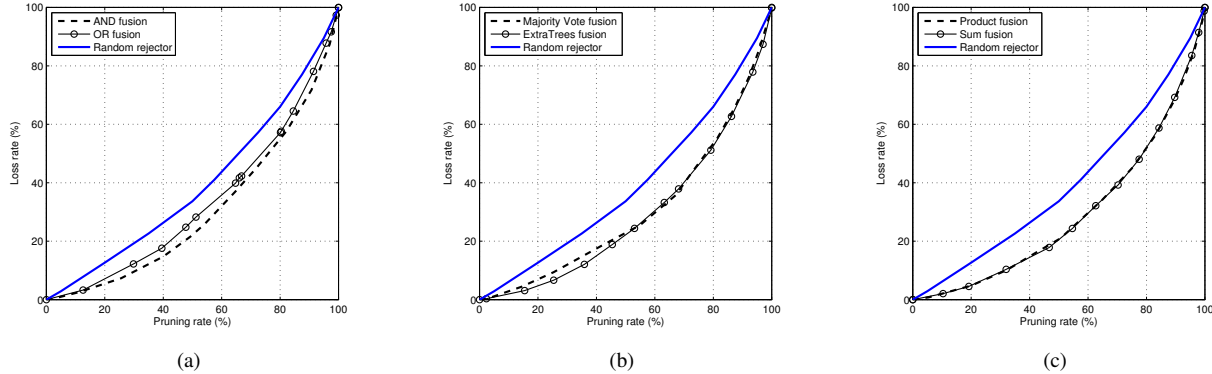 AND fusion
OR fusion
Random rejector
100
80
60
40
20
0
Loss rate (%)
0 20 40 60 80 100
Pruning rate (%)
(a)
Majority Vote fusion
ExtraTrees fusion
Random rejector
100
80
60
40
20
0
Loss rate (%)
0 20 40 60 80 100
Pruning rate (%)
(b)
Product fusion
Sum fusion
Random rejector
100
80
60
40
20
0
Loss rate (%)
0 20 40 60 80 100
Pruning rate (%)
(c)